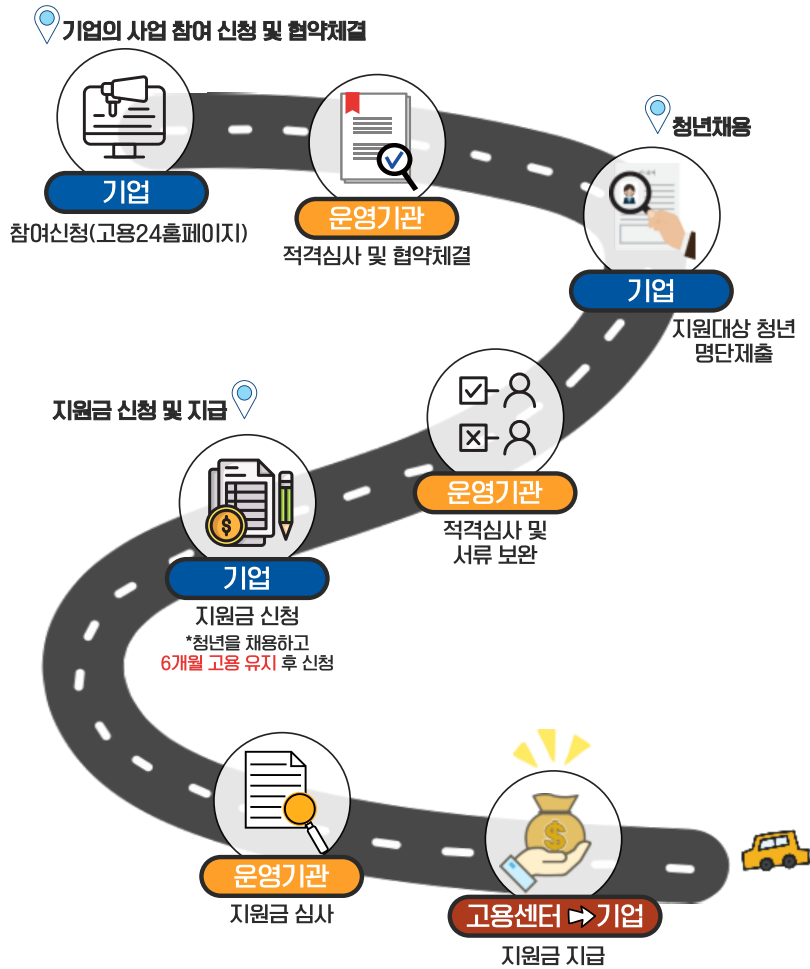 기업의 사업 참여 신청 및 협약체결
기업
참여신청(고용24홈페이지)
운영기관
적격심사 및 협약체결
청년채용
기업
지원대상 청년
명단제출
운영기관
적격심사 및
서류 보완
지원금 신청 및 지급
기업
지원금 신청
*청년을 채용하고
6개월 고용 유지 후 신청
운영기관
지원금 심사
고용센터 ➡ 기업
지원금 지급